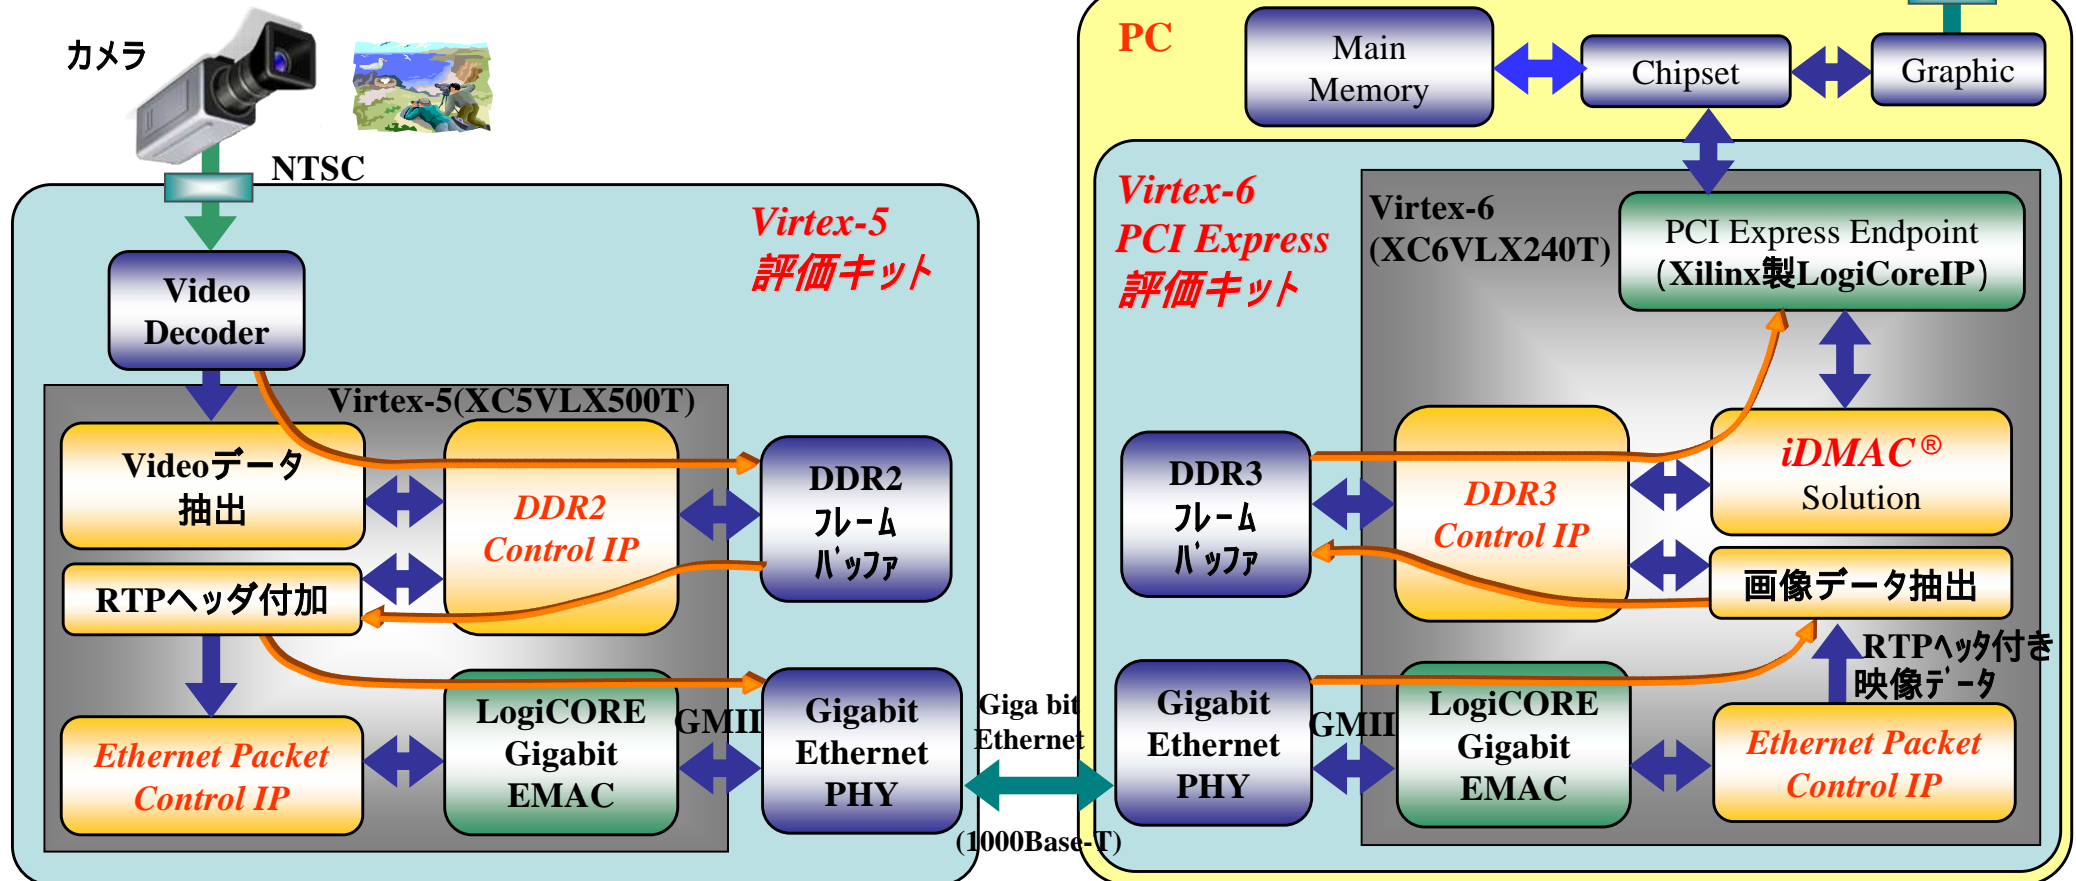 カメラ
NTSC
Virtex-5
評価キット
Video
Decoder
Virtex-5(XC5VLX500T)
Videoデータ
抽出
DDR2
Control IP
DDR2
フレーム
バッファ
RTPヘッダ付加
Ethernet Packet
Control IP
LogiCORE
Gigabit
EMAC
GMII
Gigabit
Ethernet
PHY
Giga bit
Ethernet
(1000Base-T)
PC
Main
Memory
Chipset
Graphic
Virtex-6
PCI Express
評価キット
Virtex-6
(XC6VLX240T)
PCI Express Endpoint
(Xilinx製LogiCoreIP)
DDR3
フレーム
バッファ
DDR3
Control IP
iDMAC®
Solution
画像データ抽出
RTPヘッタ付き
映像データ
Gigabit
Ethernet
PHY
GMII
LogiCORE
Gigabit
EMAC
Ethernet Packet
Control IP